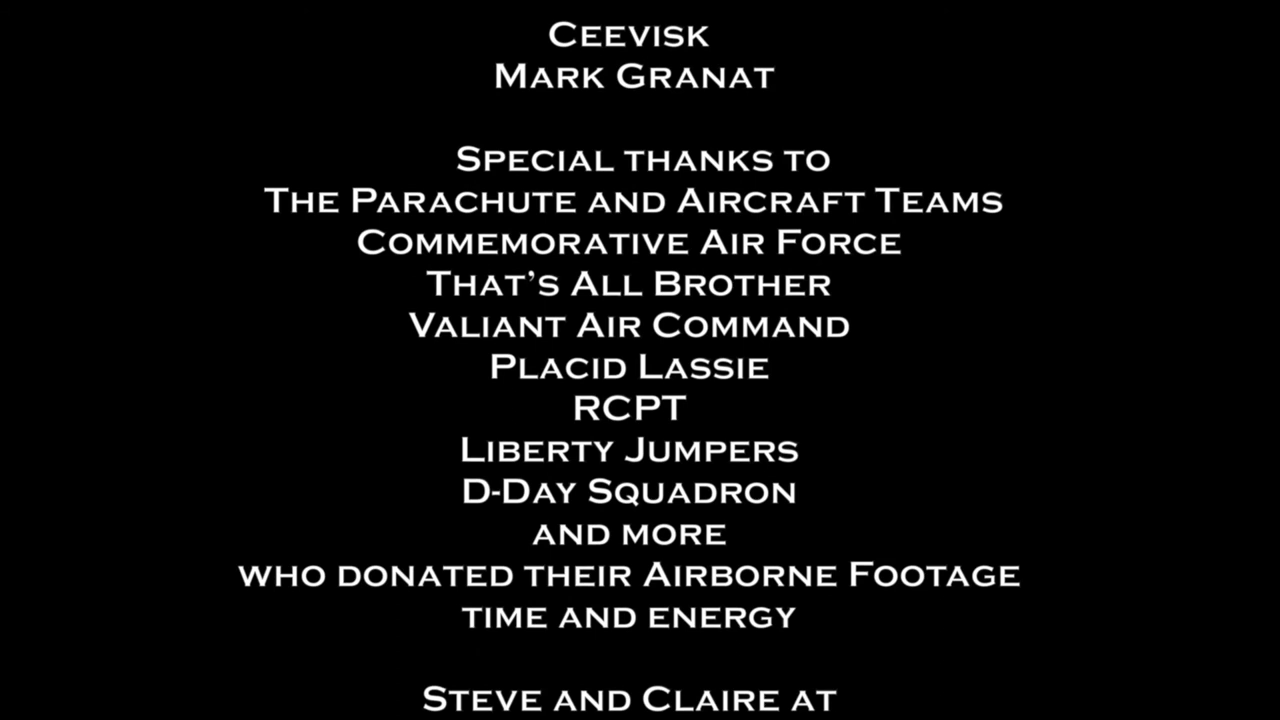 Ceevisk
Mark Granat
Special thanks to
The Parachute and Aircraft Teams
Commemorative Air Force
That’s All Brother
Valiant Air Command
Placid Lassie
RCPT
Liberty Jumpers
D-Day Squadron
and more
who donated their Airborne Footage
time and energy
Steve and Claire at